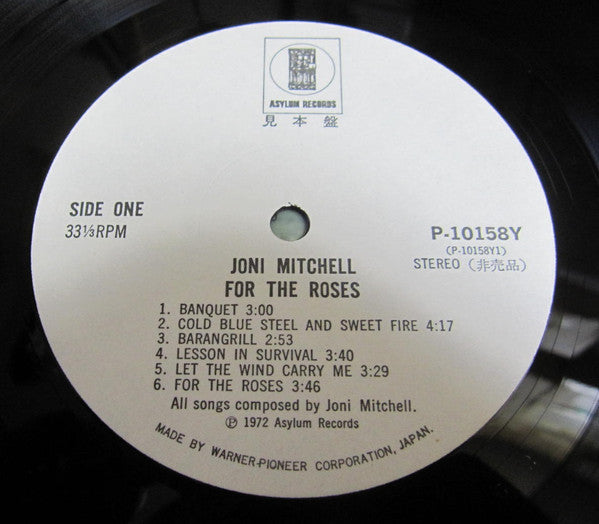 ASYLUM RECORDS
見本盤
SIDE ONE
33⅓RPM
P-10158Y
(P-10158Y1)
STEREO (非売品)
JONI MITCHELL
FOR THE ROSES
1. BANQUET 3:00
2. COLD BLUE STEEL AND SWEET FIRE 4:17
3. BARANGRILL 2:53
4. LESSON IN SURVIVAL 3:40
5. LET THE WIND CARRY ME 3:29
6. FOR THE ROSES 3:46
All songs composed by Joni Mitchell.
Ⓟ 1972 Asylum Records
MADE BY WARNER-PIONEER CORPORATION, JAPAN.